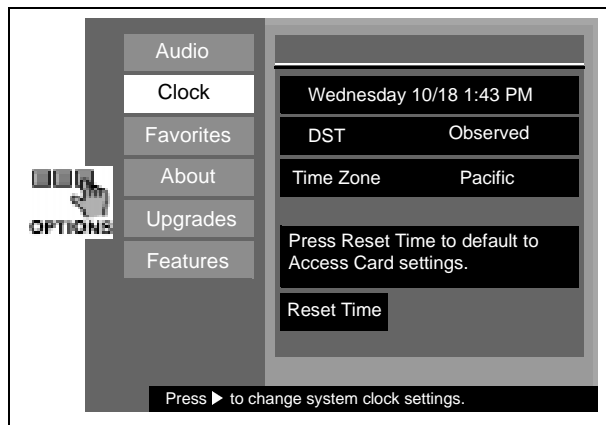 Audio
Clock
Favorites
About
Upgrades
Features
OPTIONS
Wednesday 10/18 1:43 PM
DST Observed
Time Zone Pacific
Press Reset Time to default to
Access Card settings.
Reset Time
Press ▶ to change system clock settings.